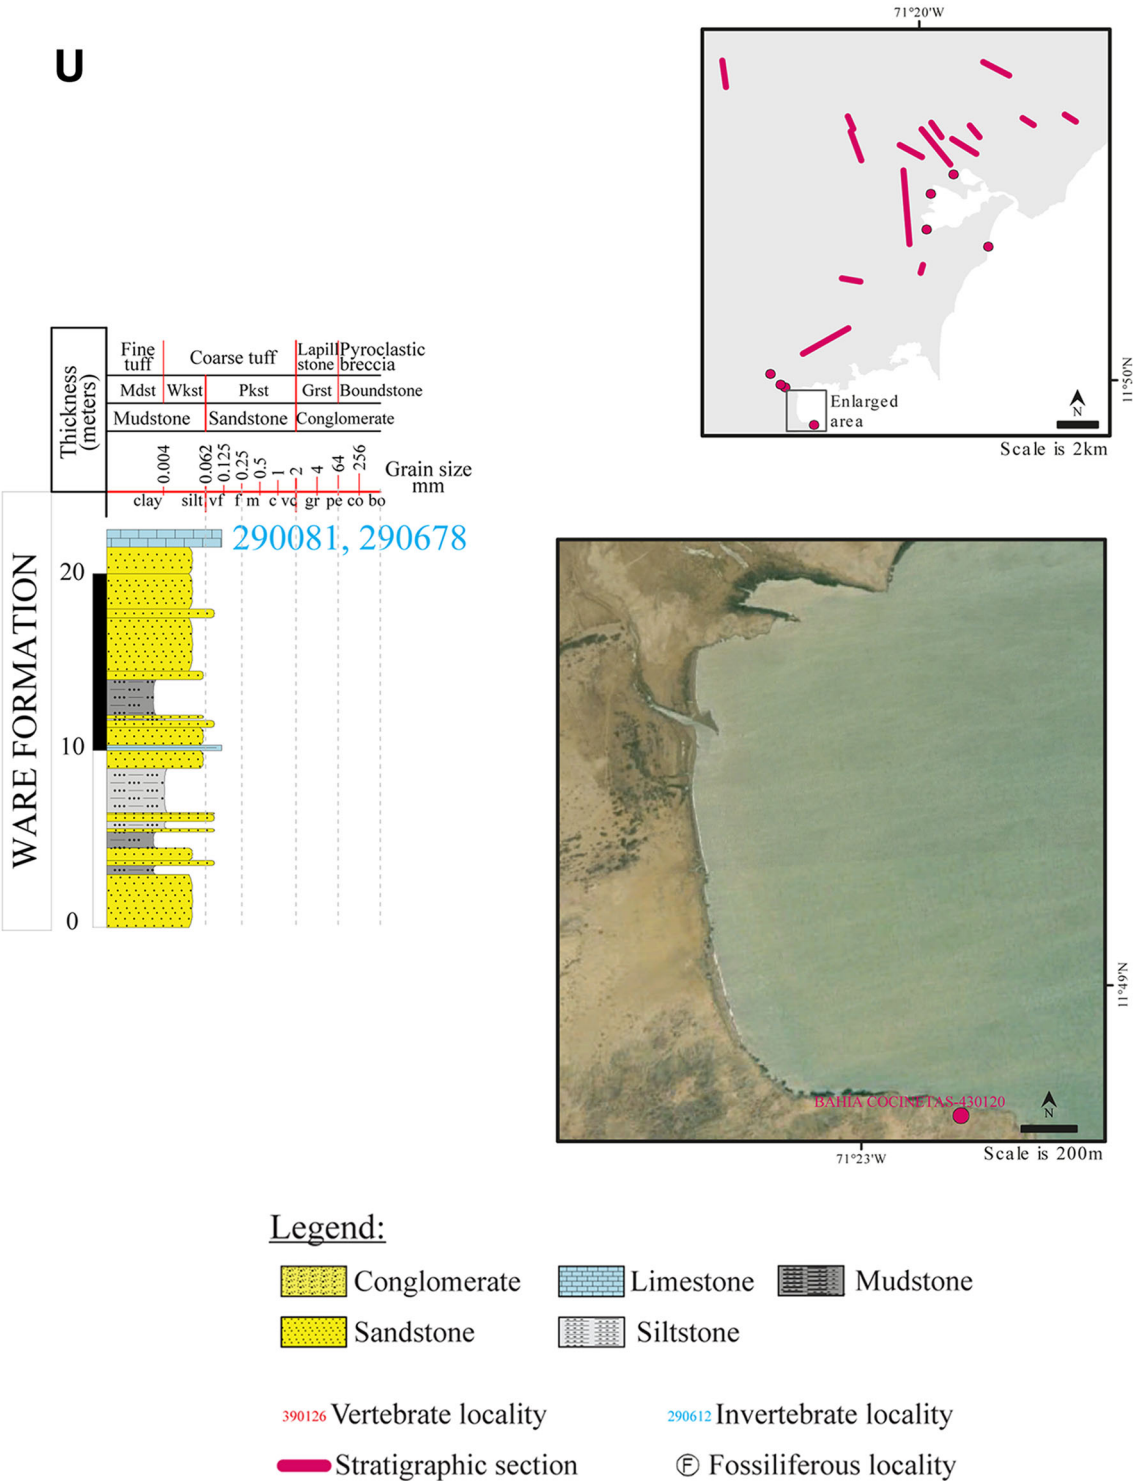 U
71°20'W
Enlarged
area
N
Scale is 2km
11°50'N
Thickness
(meters)
Fine
tuff
Coarse tuff
Lapilli
stone
Pyroclastic
breccia
Mdst
Wkst
Pkst
Grst
Boundstone
Mudstone
Sandstone
Conglomerate
0.004
0.062
0.125
0.25
0.5
1
2
4
64
256
Grain size
mm
clay silt vf f m c vc gr pe co bo
WARE FORMATION
290081, 290678
20
10
0
11°49'N
BAHIA COCINETAS-430120
N
Scale is 200m
71°23'W
Legend:
Conglomerate Limestone Mudstone
Sandstone Siltstone
390126 Vertebrate locality 290612 Invertebrate locality
Stratigraphic section F Fossiliferous locality